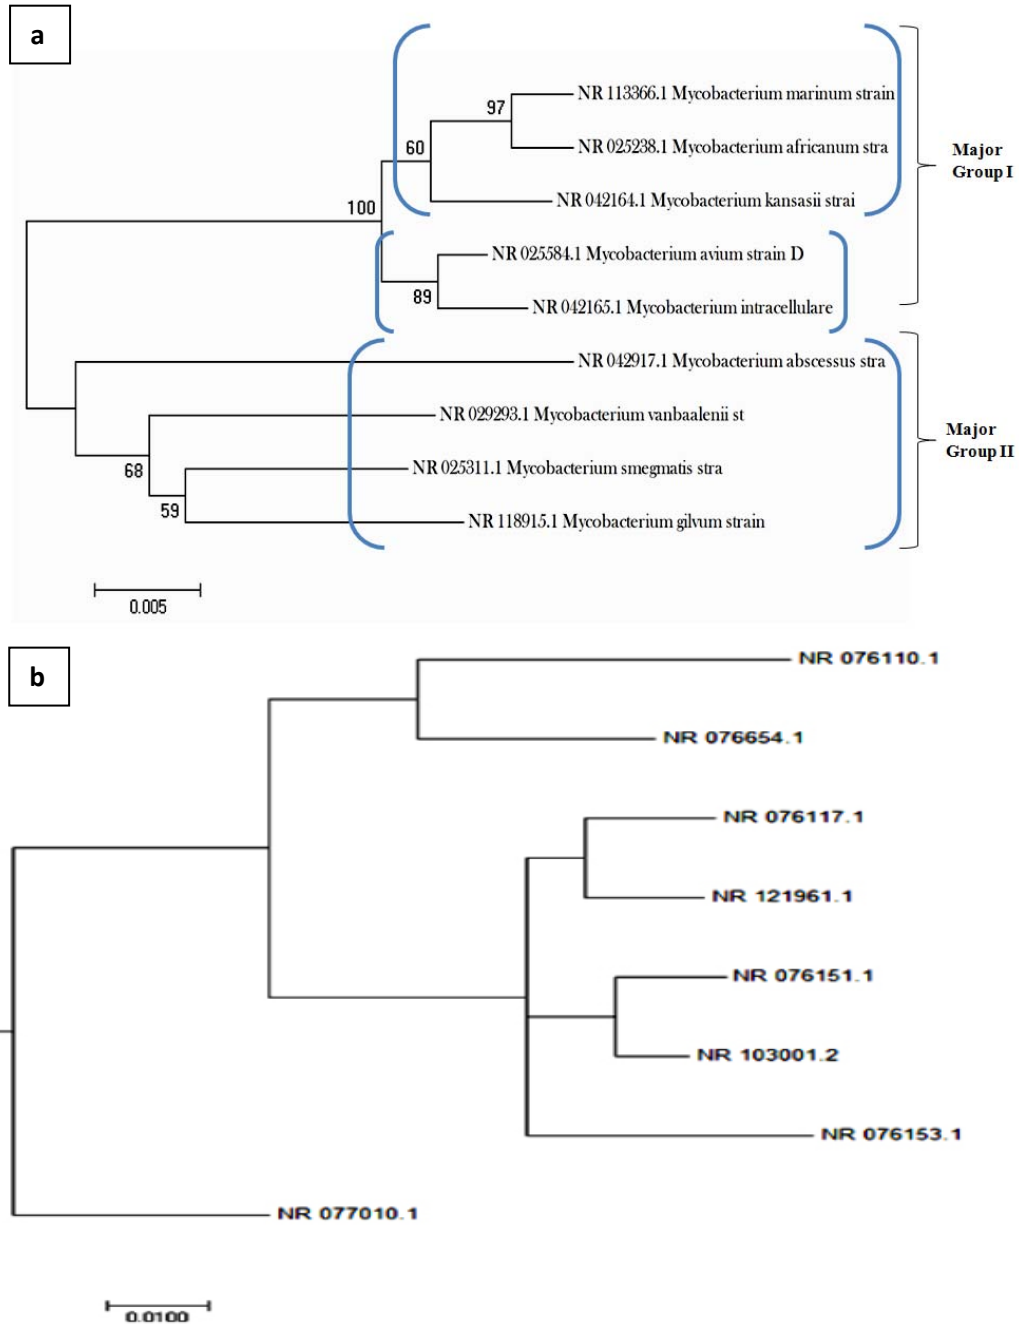 a
NR 113366.1 Mycobacterium marinum strain
97
NR 025238.1 Mycobacterium africanum stra
60
NR 042164.1 Mycobacterium kansasii strai
Major
Group I
100
NR 025584.1 Mycobacterium avium strain D
89
NR 042165.1 Mycobacterium intracellulare
NR 042917.1 Mycobacterium abscessus stra
NR 029293.1 Mycobacterium vanbaalenii st
Major
Group II
68
NR 025311.1 Mycobacterium smegmatis stra
59
NR 118915.1 Mycobacterium gilvum strain
0.005
b
NR 076110.1
NR 076654.1
NR 076117.1
NR 121961.1
NR 076151.1
NR 103001.2
NR 076153.1
NR 077010.1
0.0100